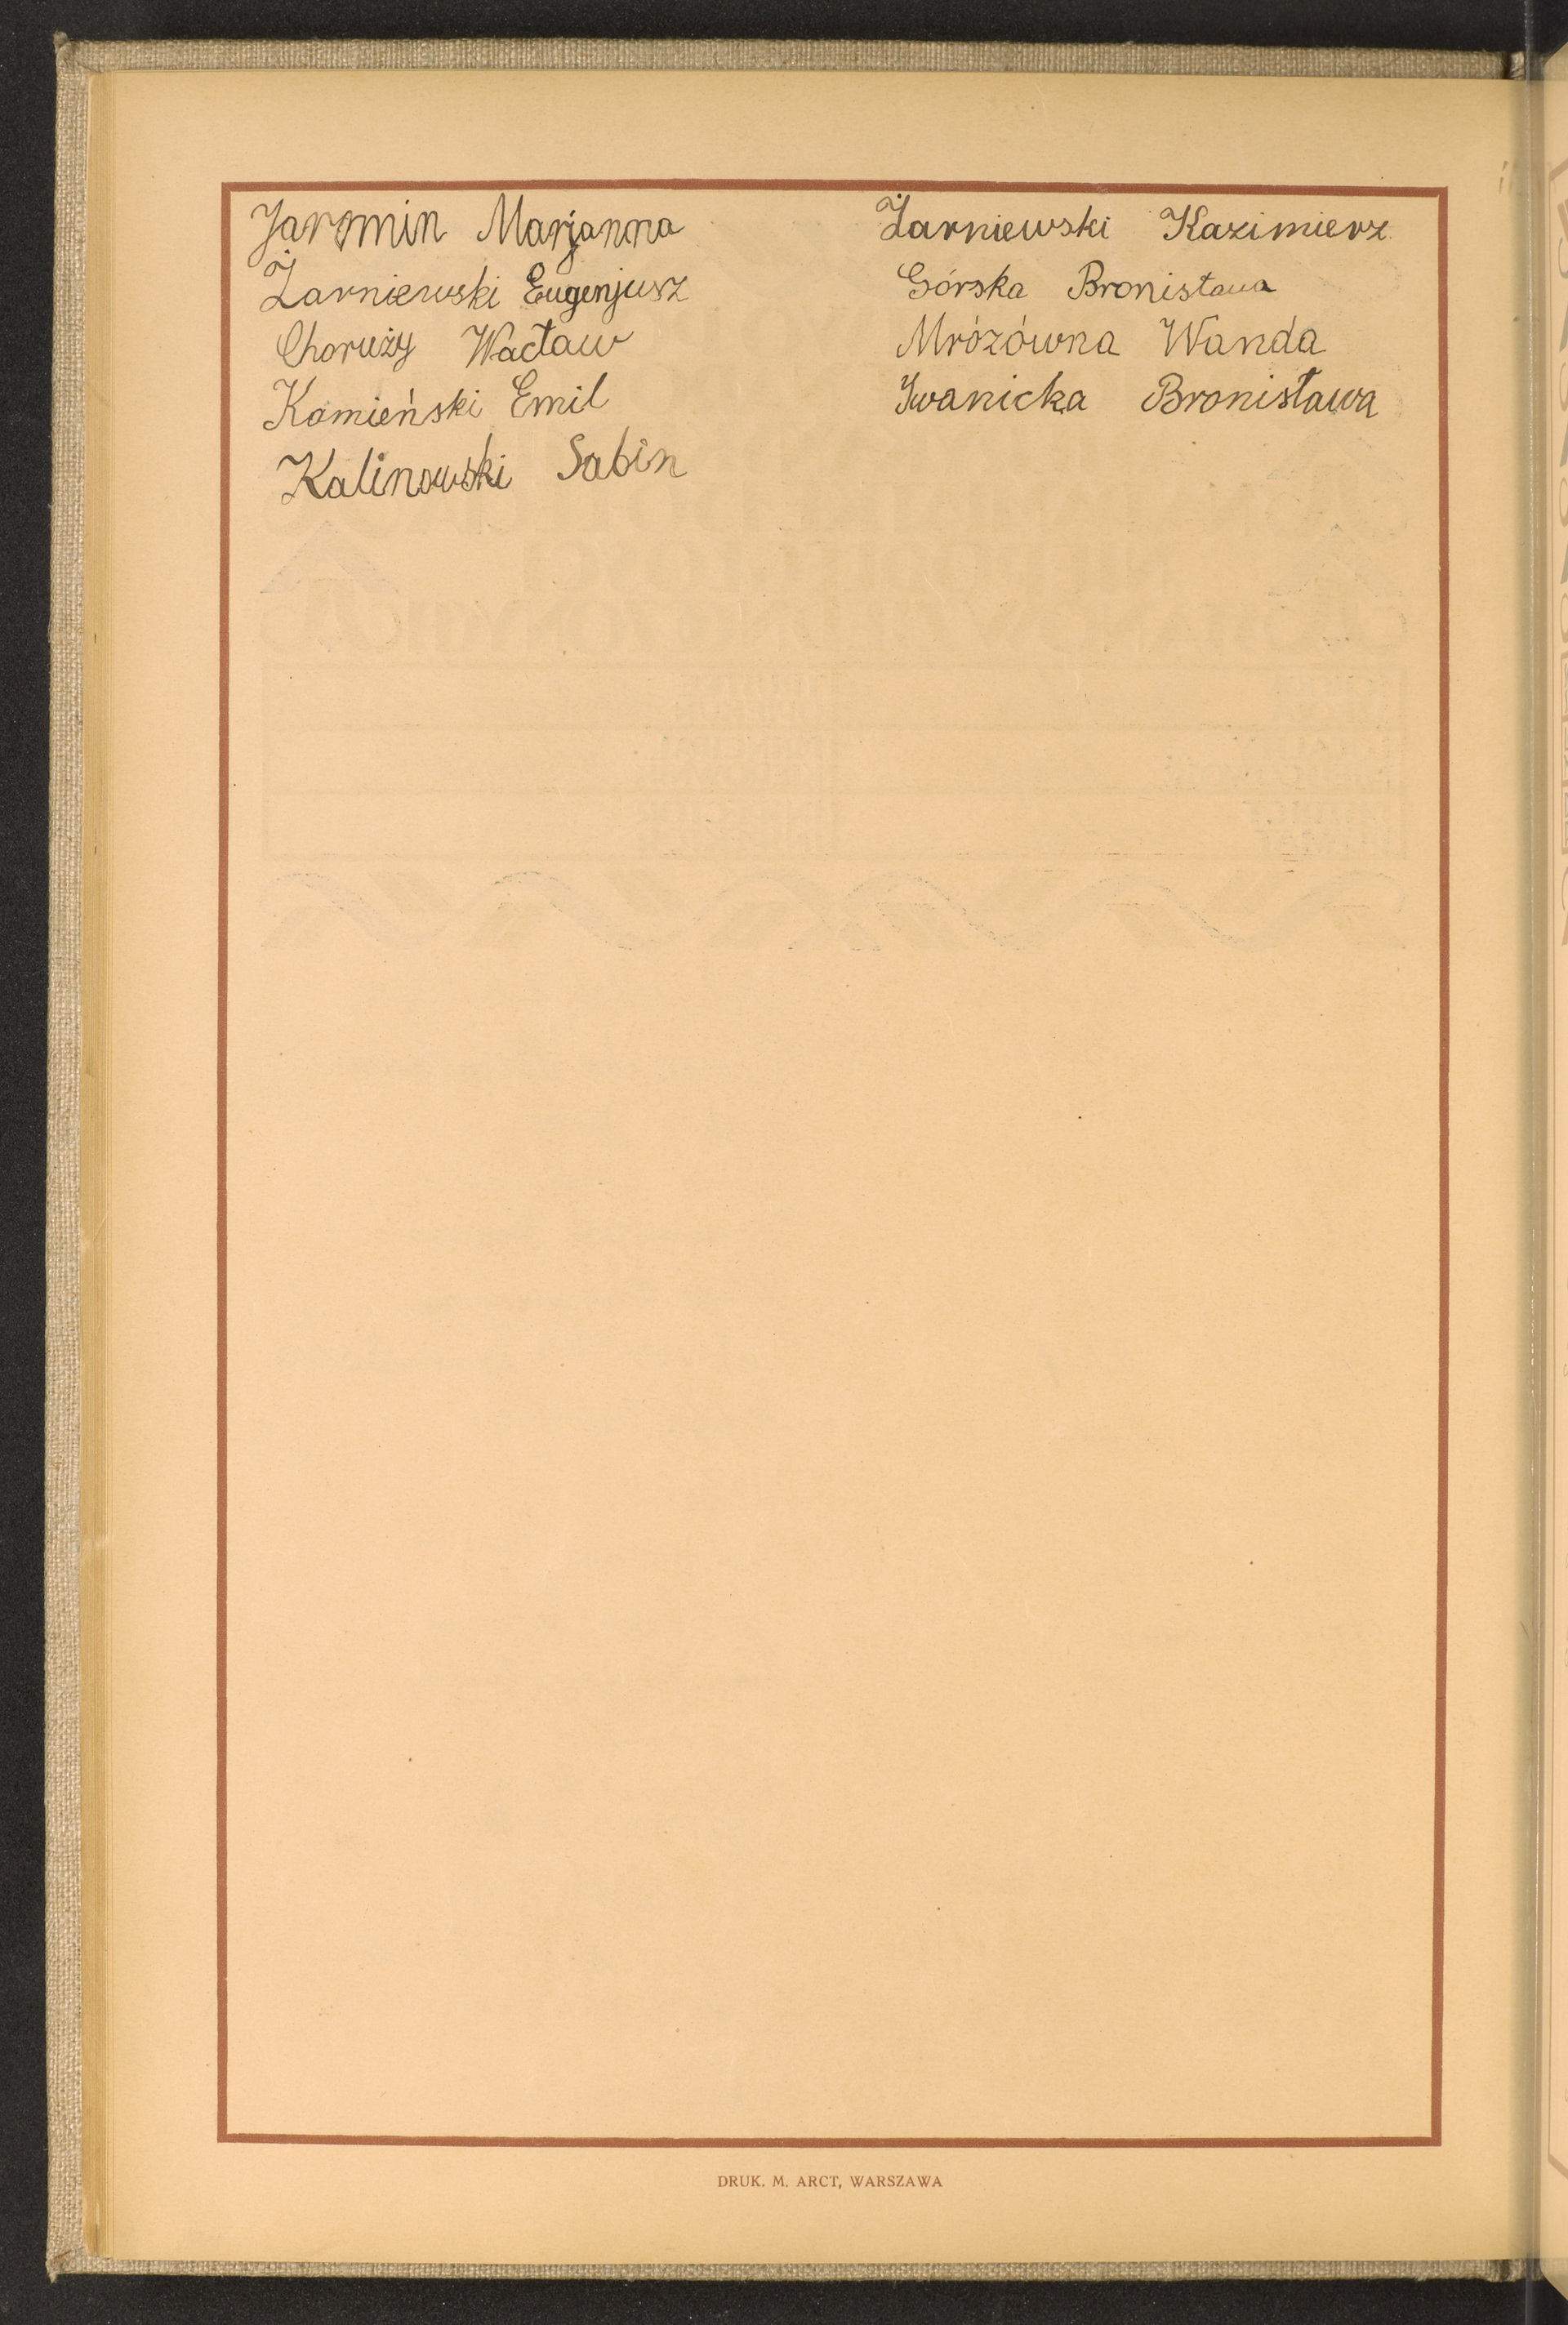 Jarmin Marjanna
Żarniewski Eugenjusz
Choruży Wacław
Kamieński Emil
Kalinowski Sabin
Żarniewski Kazimierz
Górska Bronisława
Mrózówna Wanda
Iwanicka Bronisława
DRUK. M. ARCT, WARSZAWA